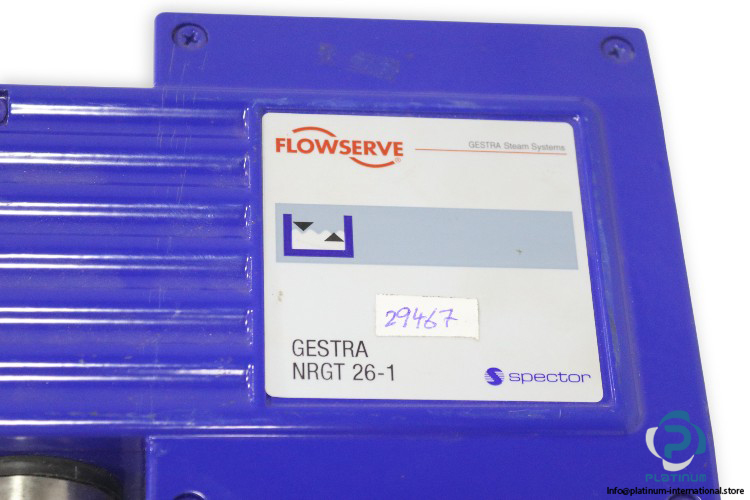 FLOWSERVE
GESTRA Steam Systems
29467
GESTRA
NRGT 26-1
spector
PLATINUM
info@platinum-international.store